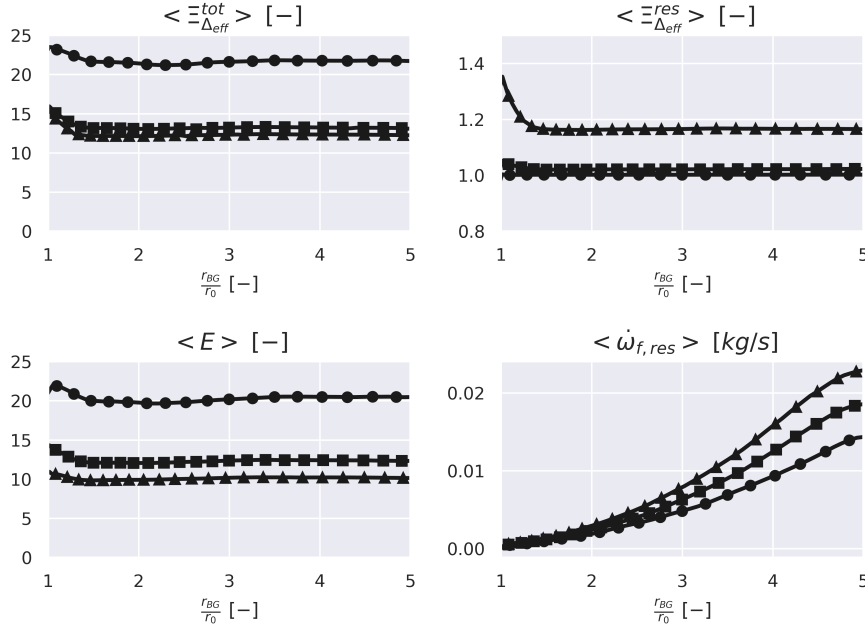 < Ξ^{tot}_{Δ_{eff}} > [−]
25
20
15
10
5
0
1 2 3 4 5
r_{BG}/r_0 [−]
< Ξ^{res}_{Δ_{eff}} > [−]
1.4
1.2
1.0
0.8
1 2 3 4 5
r_{BG}/r_0 [−]
< E > [−]
25
20
15
10
5
0
1 2 3 4 5
r_{BG}/r_0 [−]
< ω̇_{f,res} > [kg/s]
0.02
0.01
0.00
1 2 3 4 5
r_{BG}/r_0 [−]